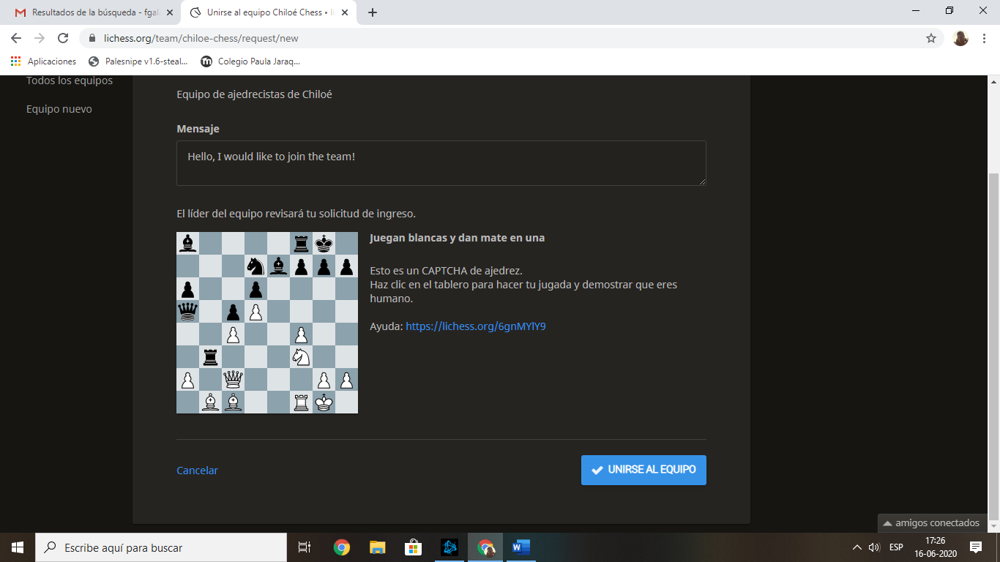 Resultados de la búsqueda - fgal
Unirse al equipo Chiloé Chess • li
lichess.org/team/chiloe-chess/request/new
Aplicaciones
Palesnipe v1.6-steal...
Colegio Paula Jaraq...
Todos los equipos
Equipo nuevo
Equipo de ajedrecistas de Chiloé
Mensaje
Hello, I would like to join the team!
El líder del equipo revisará tu solicitud de ingreso.
Juegan blancas y dan mate en una
Esto es un CAPTCHA de ajedrez.
Haz clic en el tablero para hacer tu jugada y demostrar que eres
humano.
Ayuda: https://lichess.org/6gnMYlY9
Cancelar
UNIRSE AL EQUIPO
amigos conectados
Escribe aquí para buscar
ESP
17:26
16-06-2020